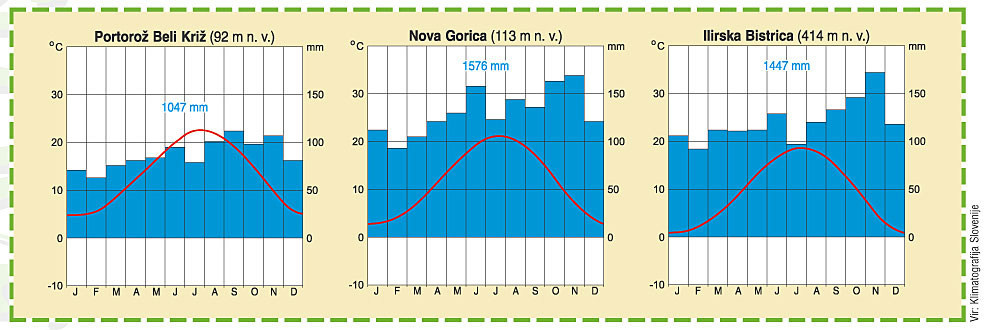 Portorož Beli Križ (92 m n. v.)
°C
mm
1047 mm
30
150
20
100
10
50
0
0
-10
J F M A M J J A S O N D
Nova Gorica (113 m n. v.)
°C
mm
1576 mm
30
150
20
100
10
50
0
0
-10
J F M A M J J A S O N D
Ilirska Bistrica (414 m n. v.)
°C
mm
1447 mm
30
150
20
100
10
50
0
0
-10
J F M A M J J A S O N D
Vir: Klimatografija Slovenije